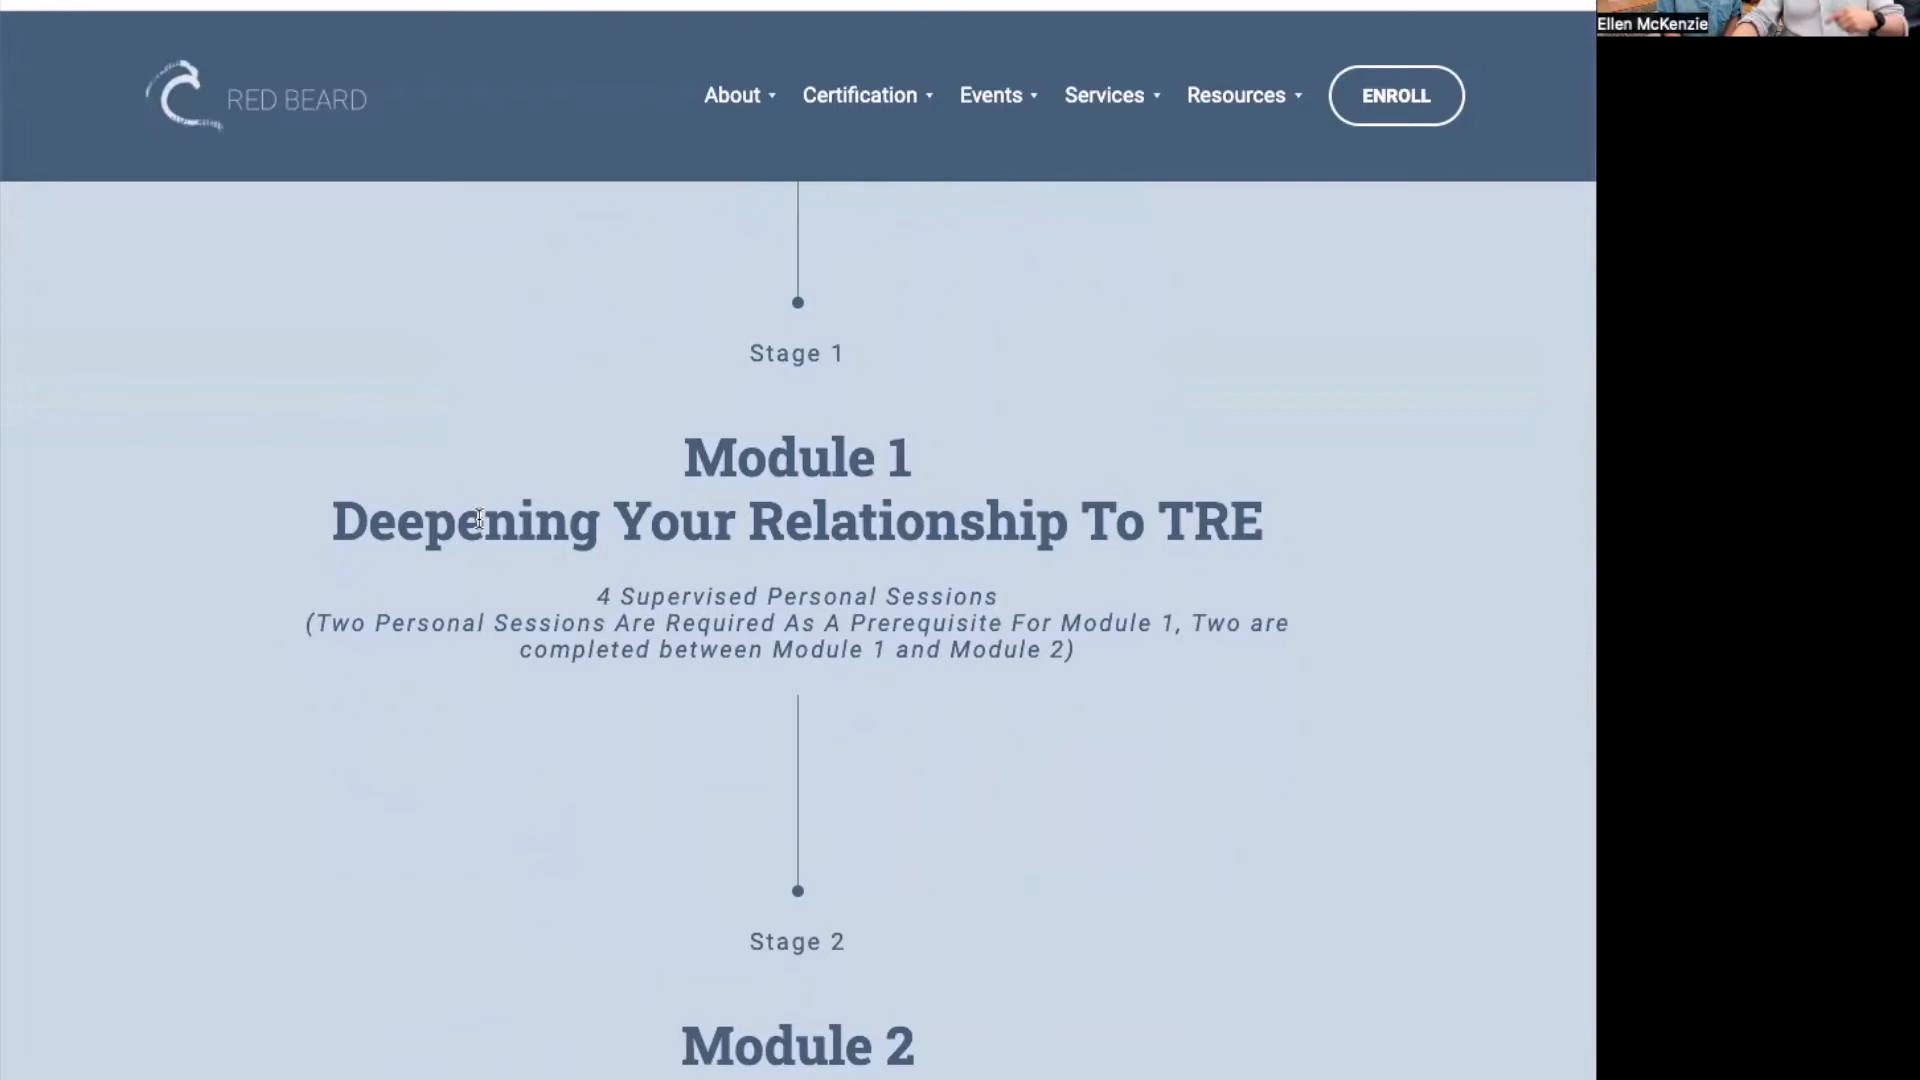 Ellen McKenzie
RED BEARD
About Certification Events Services Resources ENROLL
Stage 1
Module 1
Deepening Your Relationship To TRE
4 Supervised Personal Sessions
(Two Personal Sessions Are Required As A Prerequisite For Module 1, Two are
completed between Module 1 and Module 2)
Stage 2
Module 2